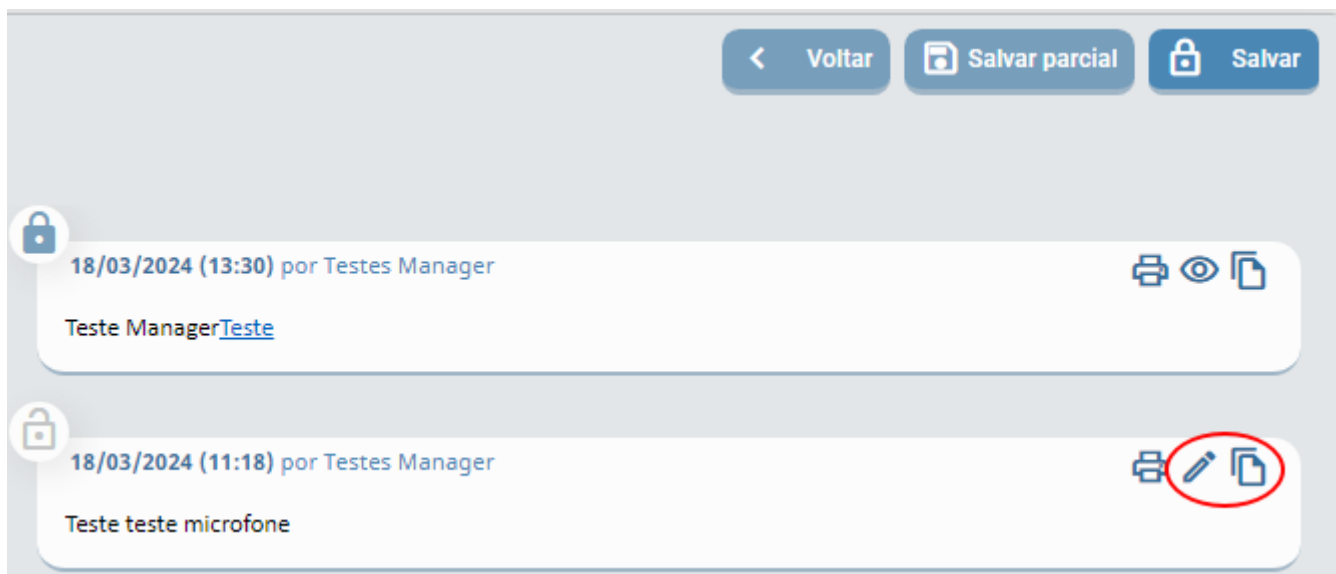 Voltar Salvar parcial Salvar
18/03/2024 (13:30) por Testes Manager
Teste ManagerTeste
18/03/2024 (11:18) por Testes Manager
Teste teste microfone